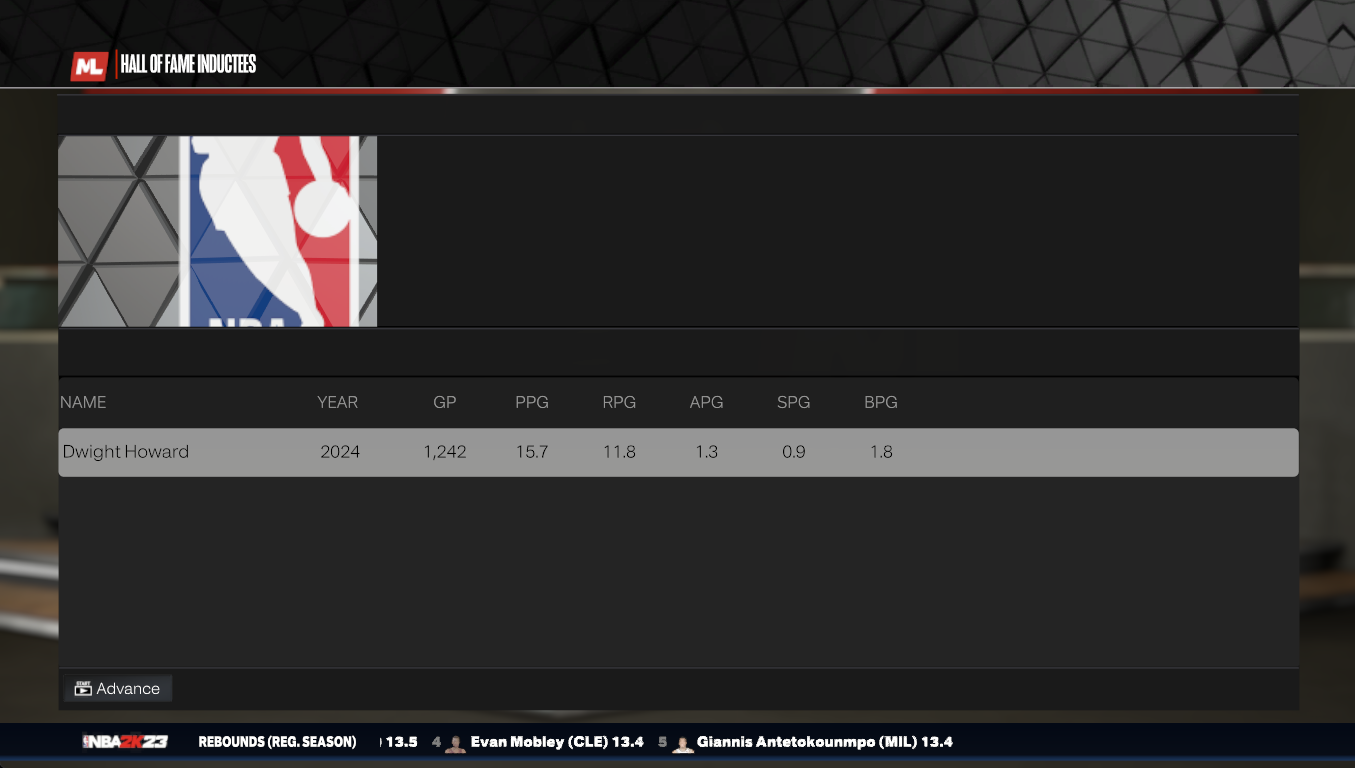 ML HALL OF FAME INDUCTEES
NBA
NAME YEAR GP PPG RPG APG SPG BPG
Dwight Howard 2024 1,242 15.7 11.8 1.3 0.9 1.8
START Advance
NBA2K23 REBOUNDS (REG. SEASON) 13.5 4 Evan Mobley (CLE) 13.4 5 Giannis Antetokounmpo (MIL) 13.4